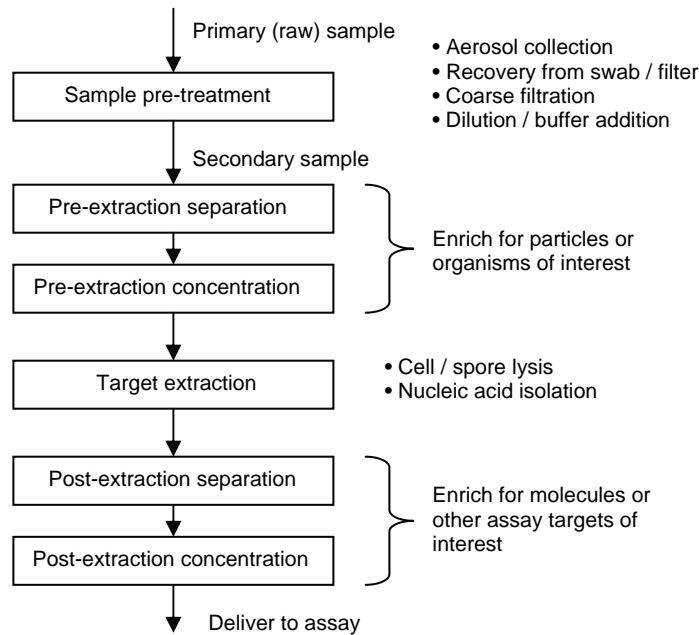 Primary (raw) sample
• Aerosol collection
• Recovery from swab / filter
• Coarse filtration
• Dilution / buffer addition
Sample pre-treatment
Secondary sample
Pre-extraction separation
Enrich for particles or
organisms of interest
Pre-extraction concentration
Target extraction
• Cell / spore lysis
• Nucleic acid isolation
Post-extraction separation
Enrich for molecules or
other assay targets of
interest
Post-extraction concentration
Deliver to assay